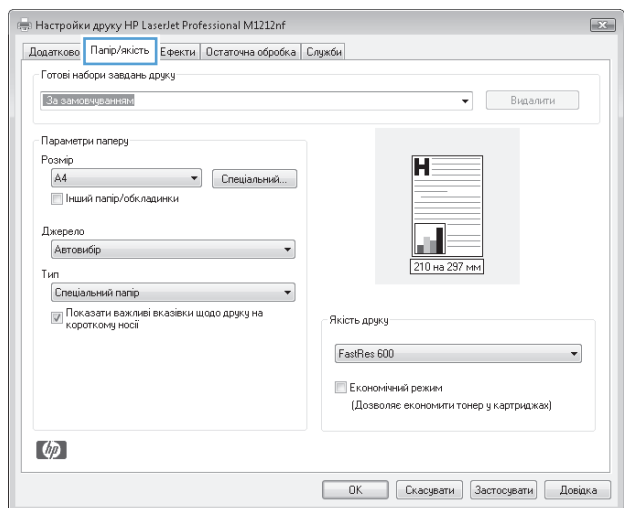 Настройки друку HP LaserJet Professional M1212nf
Додатково Папір/якість Ефекти Остаточна обробка Служби
Готові набори завдань друку
За замовчуванням Видалити
Параметри паперу
Розмір
A4 Спеціальний...
Інший папір/обкладинки
Джерело
Автовибір
Тип
Спеціальний папір
Показати важливі вказівки щодо друку на
короткому носії
H
210 на 297 мм
Якість друку
FastRes 600
Економічний режим
(Дозволяє економити тонер у картриджах)
hp
OK Скасувати Застосувати Довідка